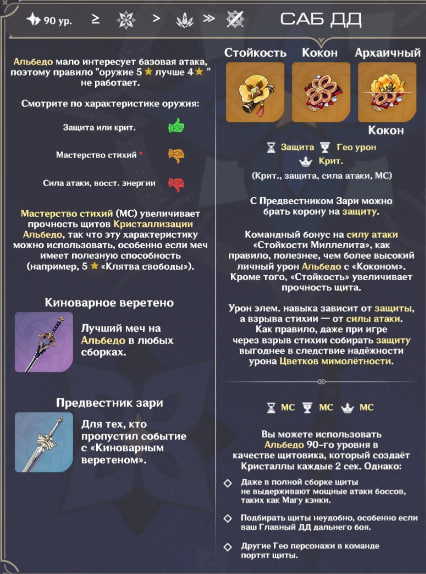 90 ур. ≥ > ≫
САБ ДД
Альбедо мало интересует базовая атака,
поэтому правило "оружие 5 ★ лучше 4★"
не работает.
Смотрите по характеристике оружия:
Защита или крит.
Мастерство стихий *
Сила атаки, восст. энергии
Мастерство стихий (МС) увеличивает
прочность щитов Кристаллизации
Альбедо, так что эту характеристику
можно использовать, особенно если меч
имеет полезную способность
(например, 5 ★ «Клятва свободы»).
Киноварное веретено
Лучший меч на
Альбедо в любых
сборках.
Предвестник зари
Для тех, кто
пропустил событие
с «Киноварным
веретеном».
Стойкость Кокон Архаичный
Кокон
Защита Гео урон
Крит.
(Крит., защита, сила атаки, МС)
С Предвестником Зари можно
брать корону на защиту.
Командный бонус на силу атаки
«Стойкости Миллелита», как
правило, полезнее, чем более высокий
личный урон Альбедо с «Коконом».
Кроме того, «Стойкость» увеличивает
прочность щита.
Урон элем. навыка зависит от защиты,
а взрыва стихии — от силы атаки.
Как правило, даже при игре
через взрыв стихии собирать защиту
выгоднее в следствие надёжности
урона Цветков мимолётности.
МС МС МС
Вы можете использовать
Альбедо 90-го уровня в
качестве щитовика, который создаёт
Кристаллы каждые 2 сек. Однако:
Даже в полной сборке щиты
не выдерживают мощные атаки боссов,
таких как Магу кэнки.
Подбирать щиты неудобно, особенно если
ваш Главный ДД дальнего боя.
Другие Гео персонажи в команде
портят щиты.